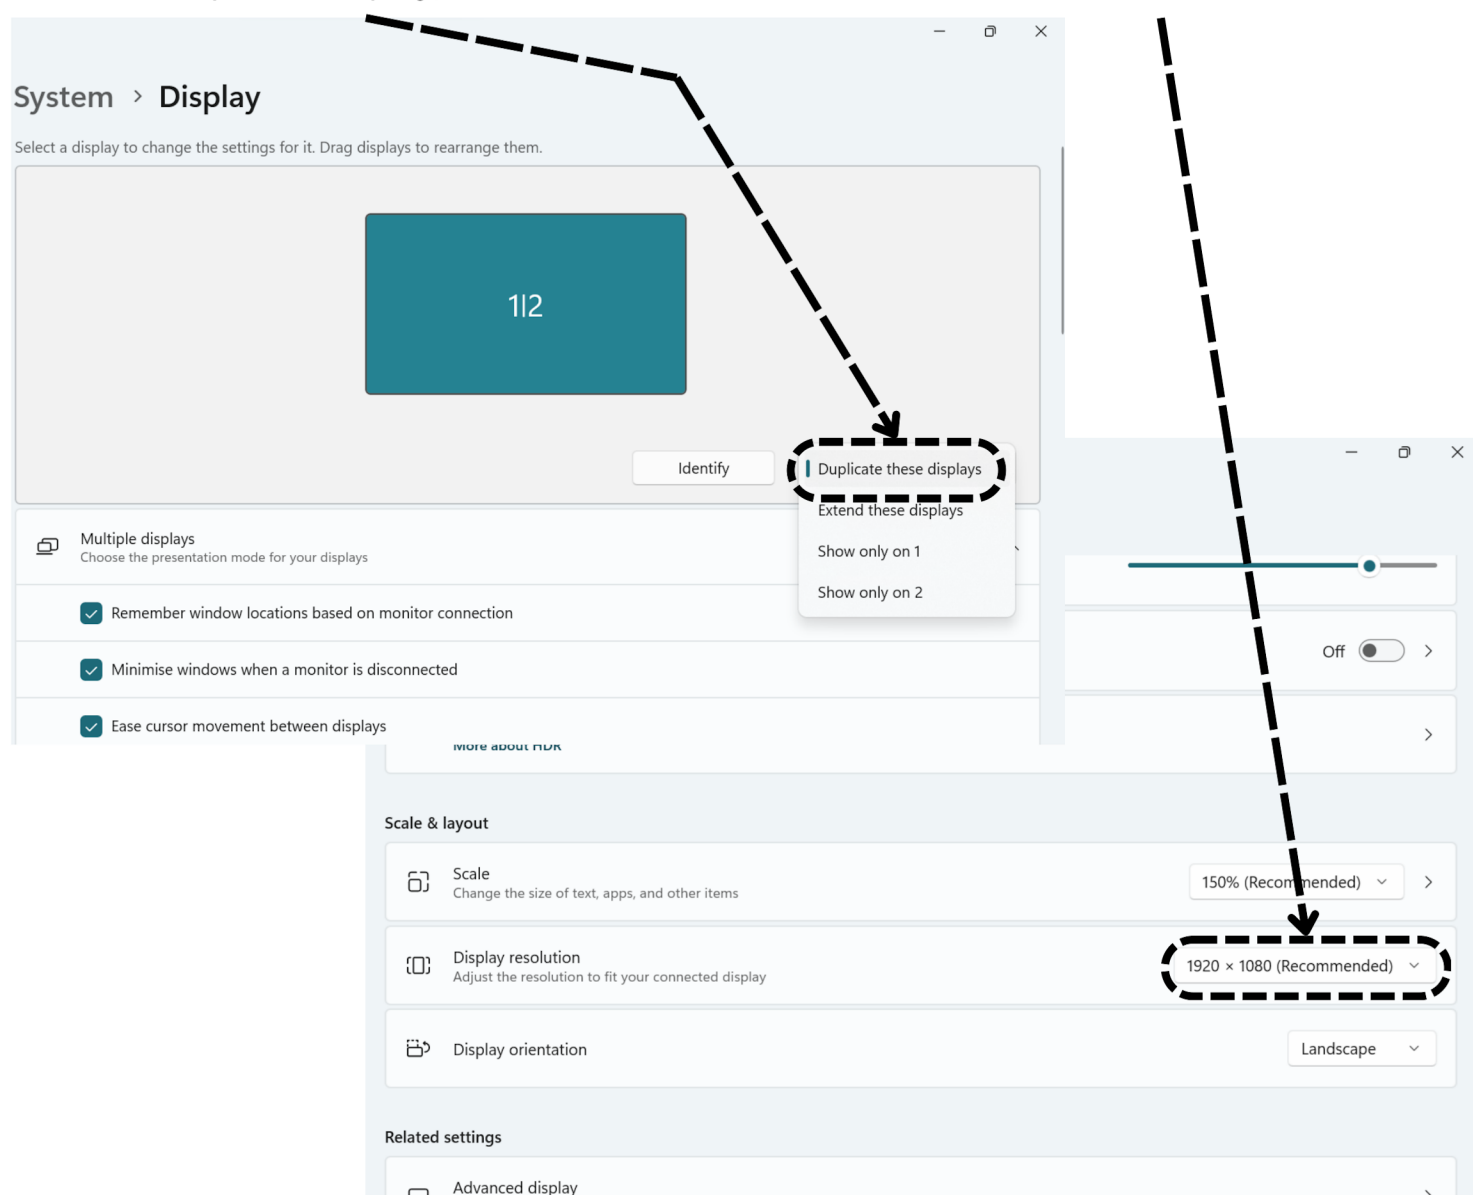 System > Display
Select a display to change the settings for it. Drag displays to rearrange them.
1|2
Identify
Duplicate these displays
Extend these displays
Show only on 1
Show only on 2
Multiple displays
Choose the presentation mode for your displays
Remember window locations based on monitor connection
Minimise windows when a monitor is disconnected
Ease cursor movement between displays
Off
More about HDR
Scale & layout
Scale
Change the size of text, apps, and other items
150% (Recommended)
Display resolution
Adjust the resolution to fit your connected display
1920 × 1080 (Recommended)
Display orientation
Landscape
Related settings
Advanced display